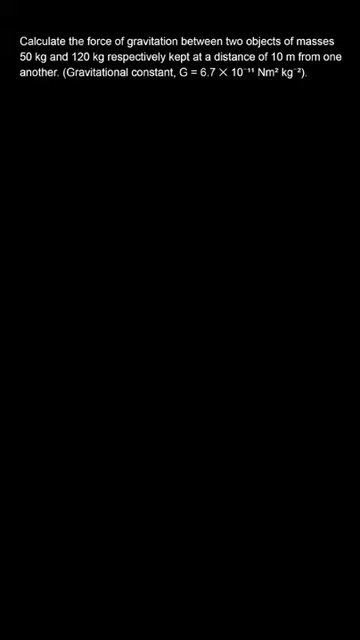 Calculate the force of gravitation between two objects of masses
50 kg and 120 kg respectively kept at a distance of 10 m from one
another. (Gravitational constant, G = 6.7 ✕ 10⁻¹¹ Nm² kg⁻²).